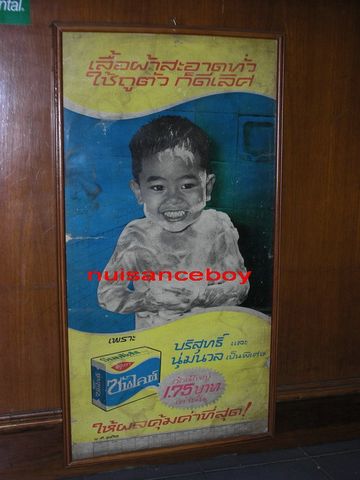 ntal.
เสื้อผ้าสะอาดทั่ว
ใช้ถูตัว ก็ดีเลิศ
nuisanceboy
เพราะ
บริสุทธิ์ และ
นุ่มนวล เป็นพิเศษ
ซันไลต์
1.75 บาท
ให้ผลคุ้มค่าที่สุด!